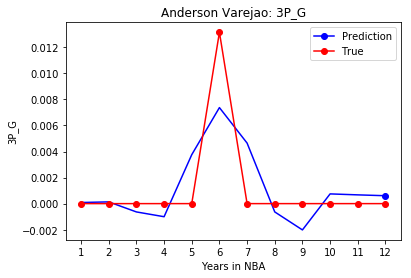 Anderson Varejao: 3P_G
Prediction
True
0.012
0.010
0.008
0.006
0.004
0.002
0.000
−0.002
3P_G
1 2 3 4 5 6 7 8 9 10 11 12
Years in NBA